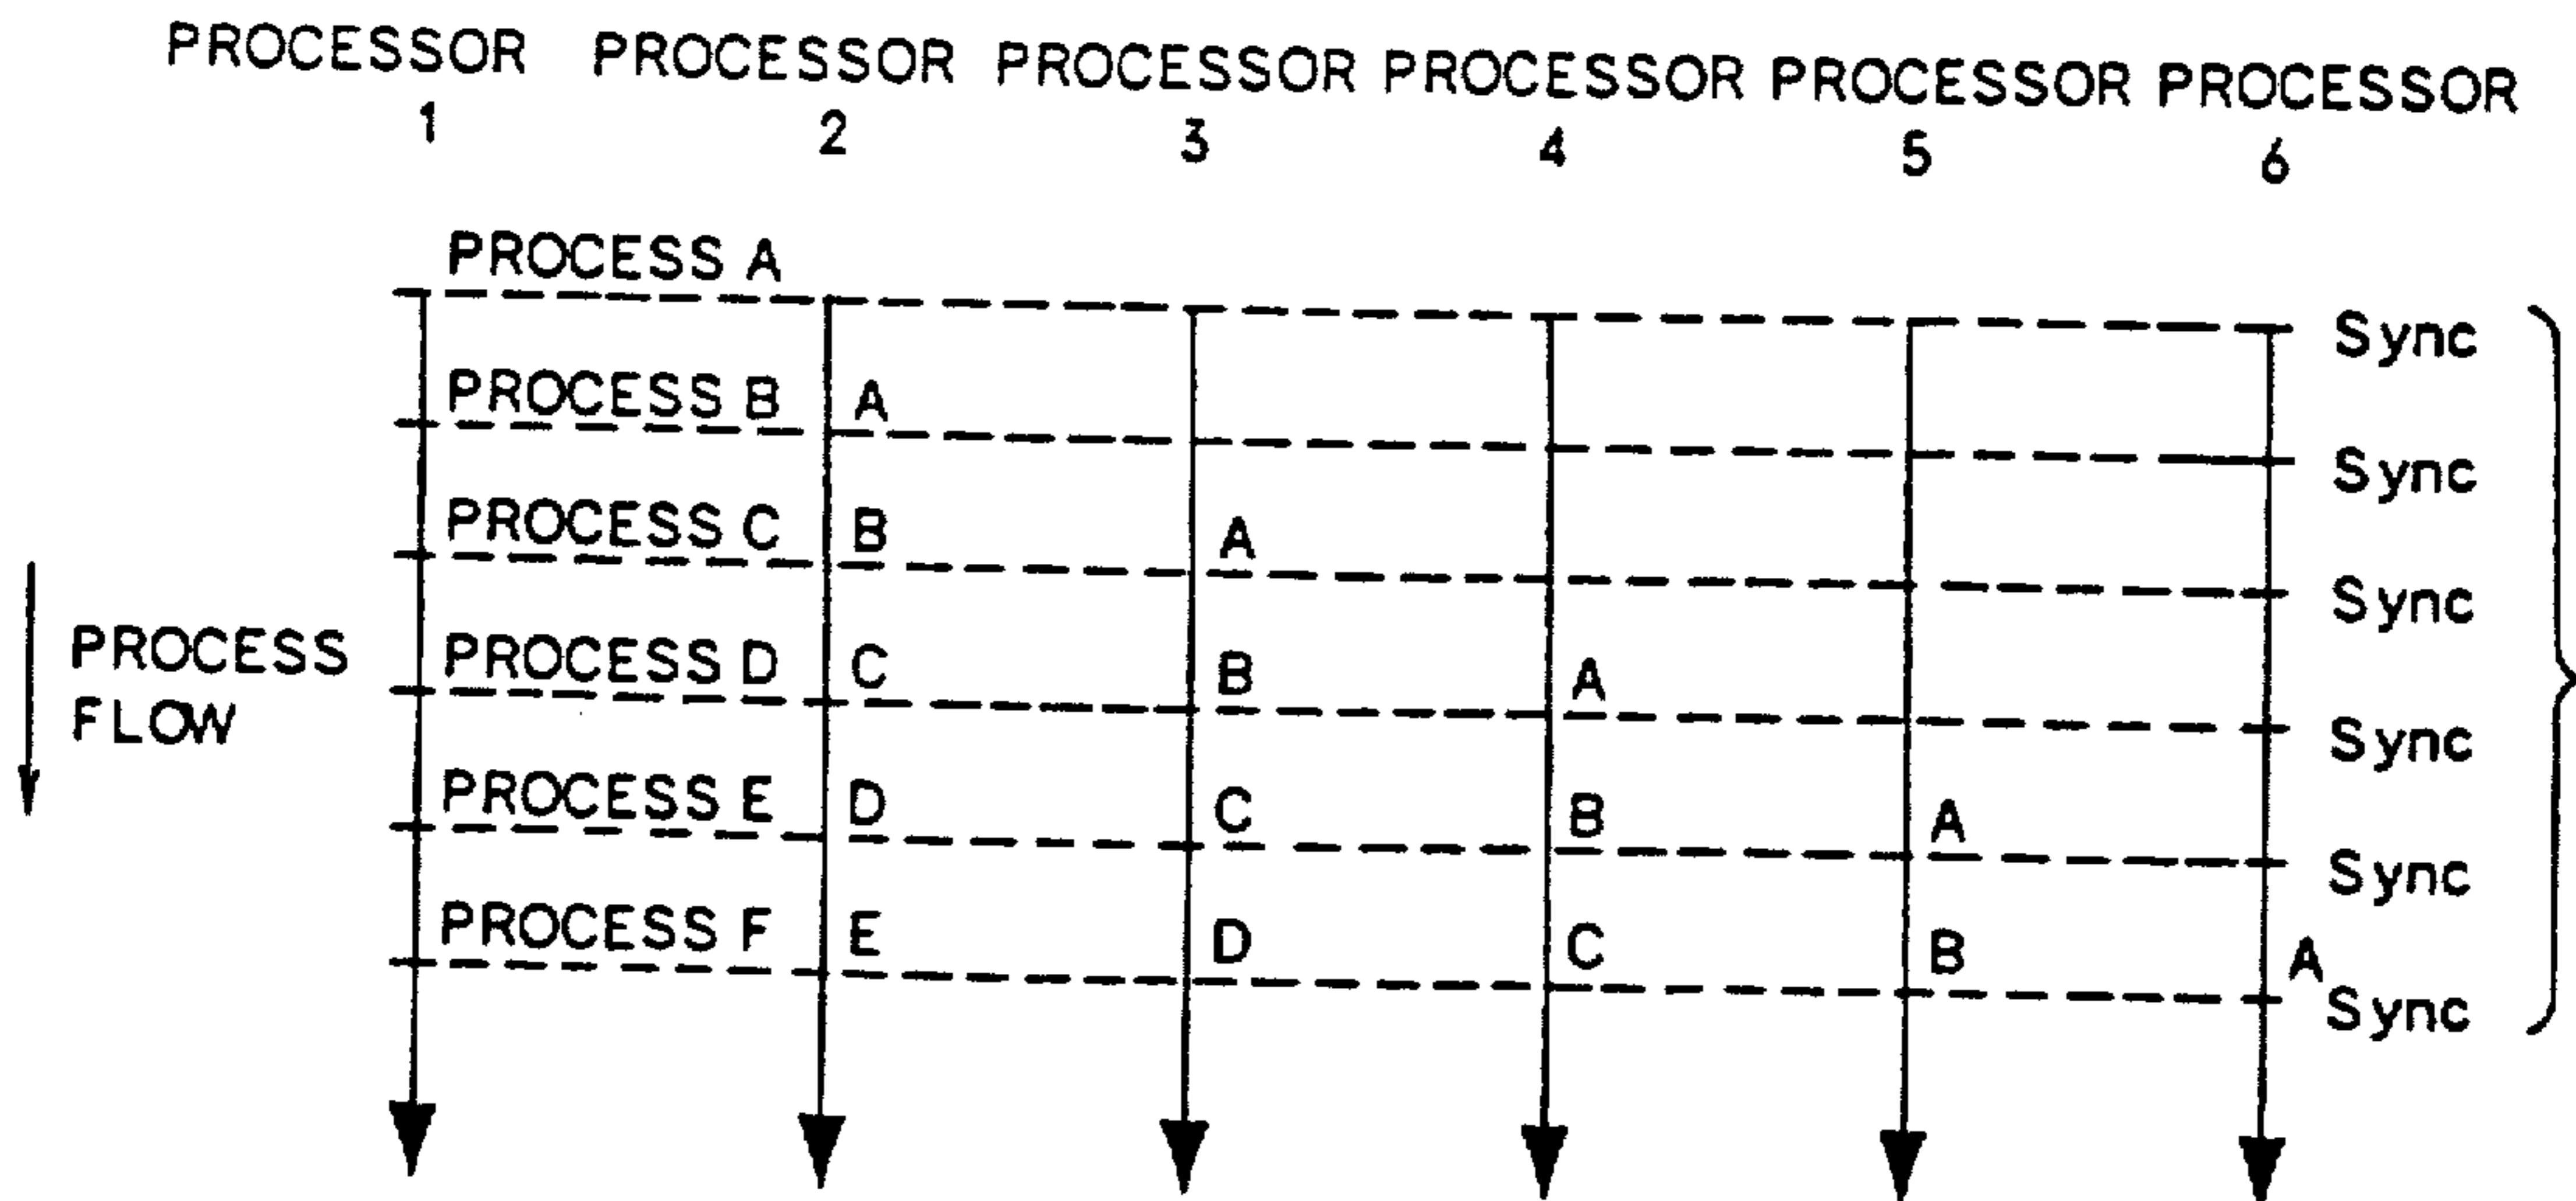 PROCESSOR PROCESSOR PROCESSOR PROCESSOR PROCESSOR PROCESSOR
1 2 3 4 5 6
PROCESS A
Sync
PROCESS B A
Sync
PROCESS C B A
Sync
PROCESS D C B A
Sync
PROCESS E D C B A
Sync
PROCESS F E D C B A
Sync
PROCESS
FLOW